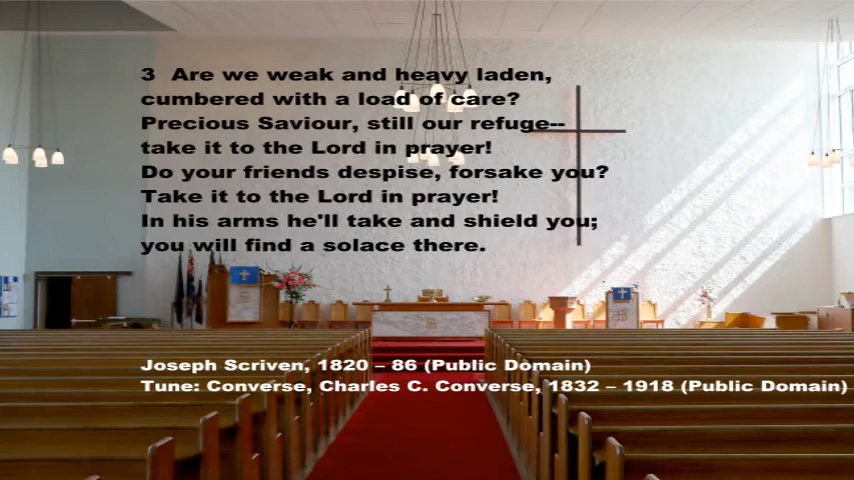 3 Are we weak and heavy laden,
cumbered with a load of care?
Precious Saviour, still our refuge--
take it to the Lord in prayer!
Do your friends despise, forsake you?
Take it to the Lord in prayer!
In his arms he'll take and shield you;
you will find a solace there.
Joseph Scriven, 1820 – 86 (Public Domain)
Tune: Converse, Charles C. Converse, 1832 – 1918 (Public Domain)